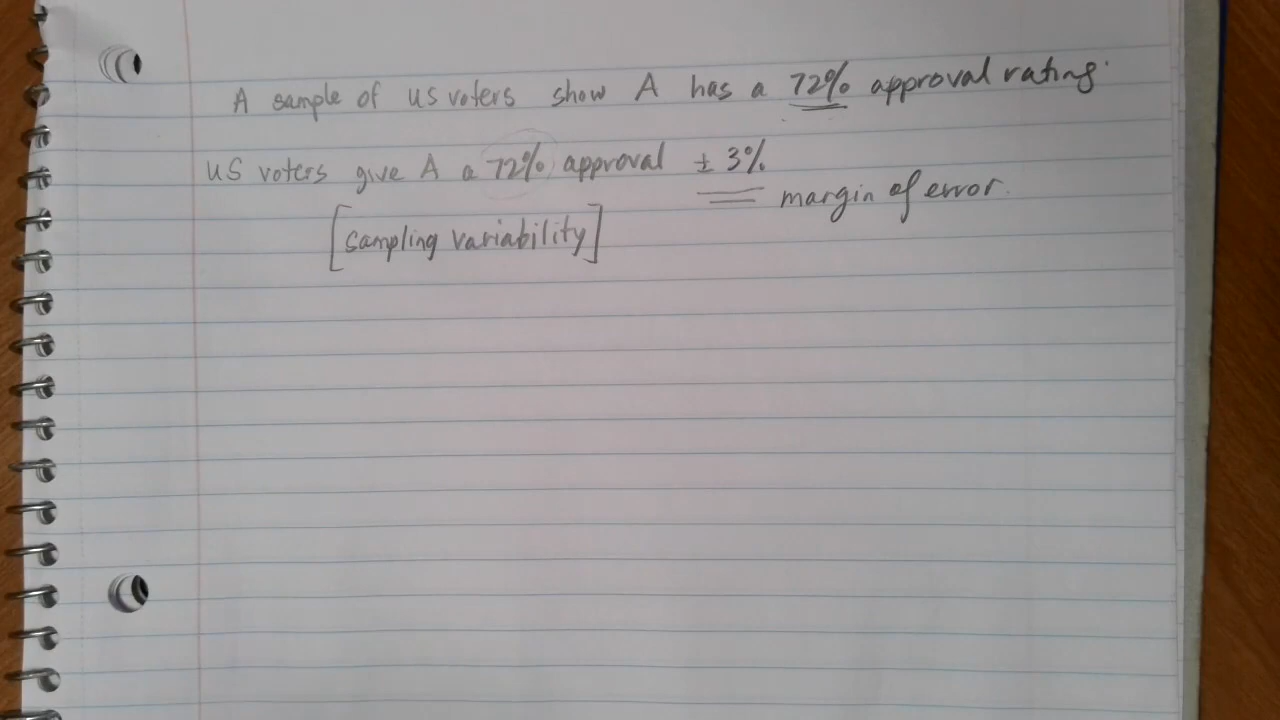 A sample of US voters show A has a 72% approval rating.
US voters give A a 72% approval ± 3%
margin of error.
[sampling variability]